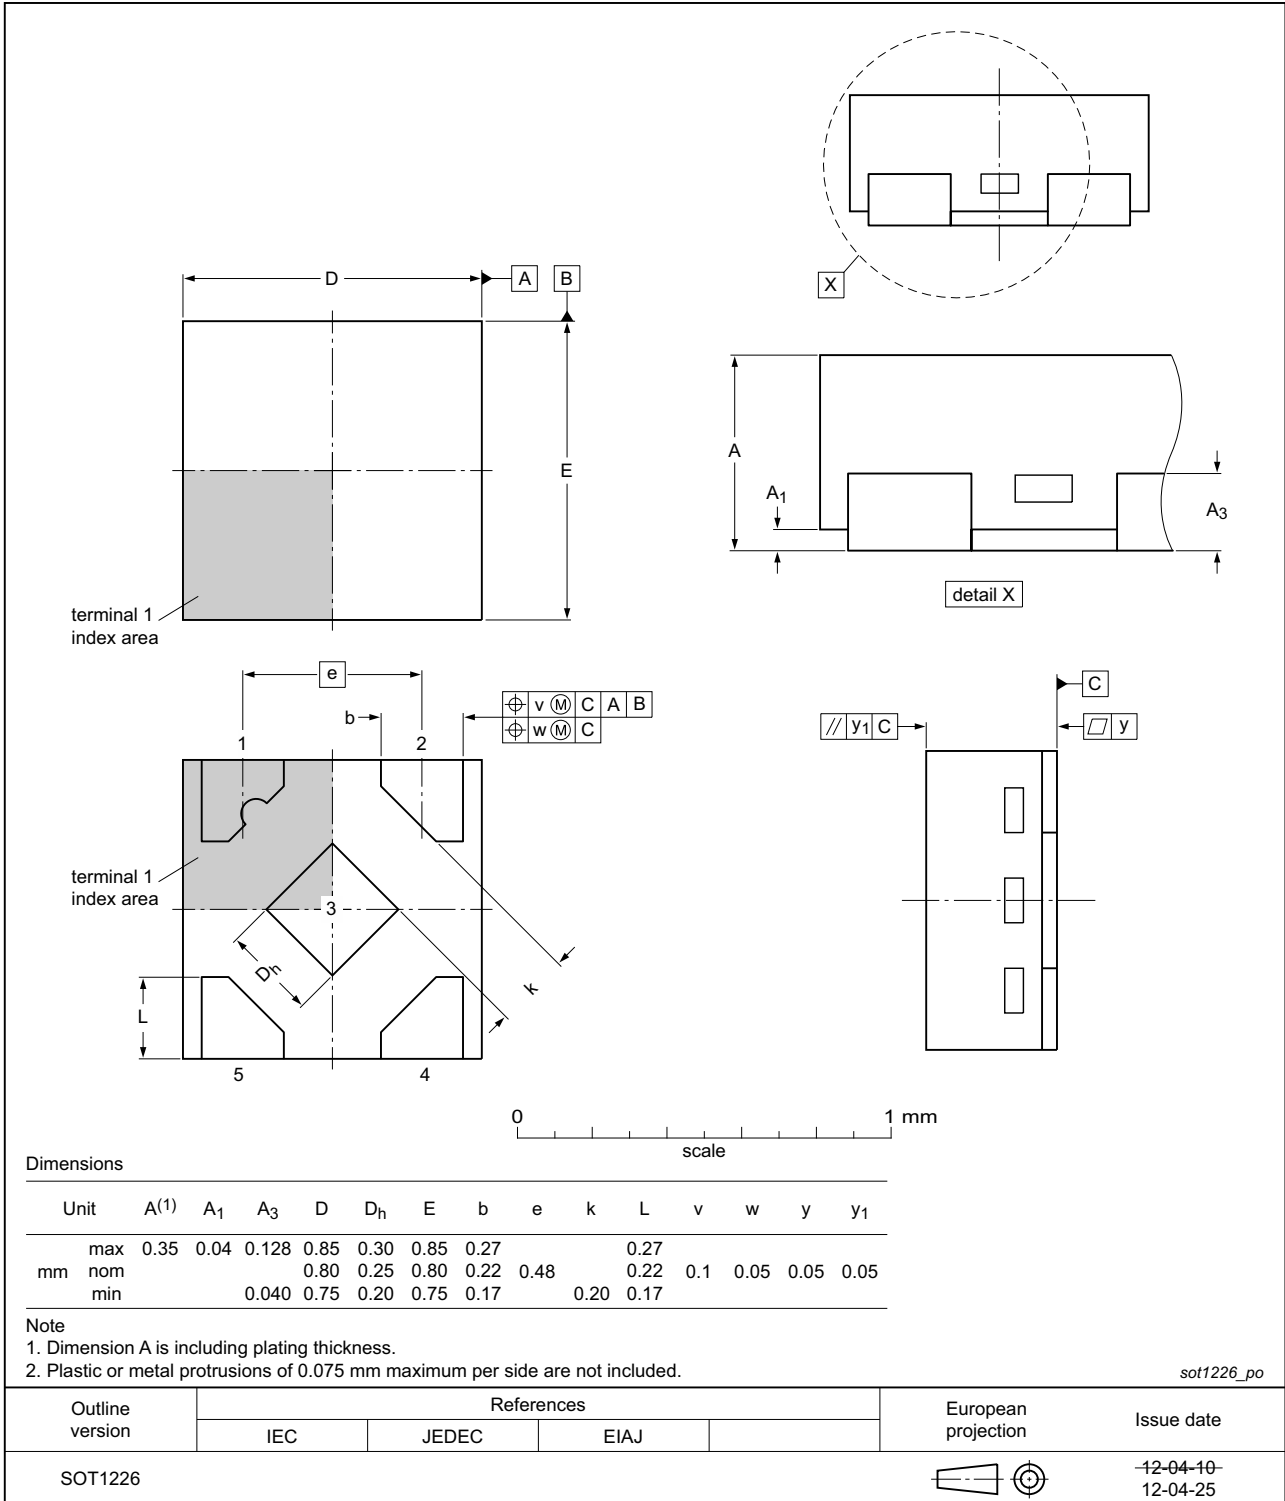 X
D
A
B
E
A
A1
A3
detail X
terminal 1
index area
e
b
v M C A B
w M C
1
2
C
// y1 C
y
terminal 1
index area
3
Dh
k
L
5
4
0
1 mm
scale
Dimensions
Unit A(1) A1 A3 D Dh E b e k L v w y y1
max 0.35 0.04 0.128 0.85 0.30 0.85 0.27 0.27
mm nom 0.80 0.25 0.80 0.22 0.48 0.22 0.1 0.05 0.05 0.05
min 0.040 0.75 0.20 0.75 0.17 0.20 0.17
Note
1. Dimension A is including plating thickness.
2. Plastic or metal protrusions of 0.075 mm maximum per side are not included.
sot1226_po
Outline
version
References
IEC
JEDEC
EIAJ
European
projection
Issue date
SOT1226
12-04-10
12-04-25